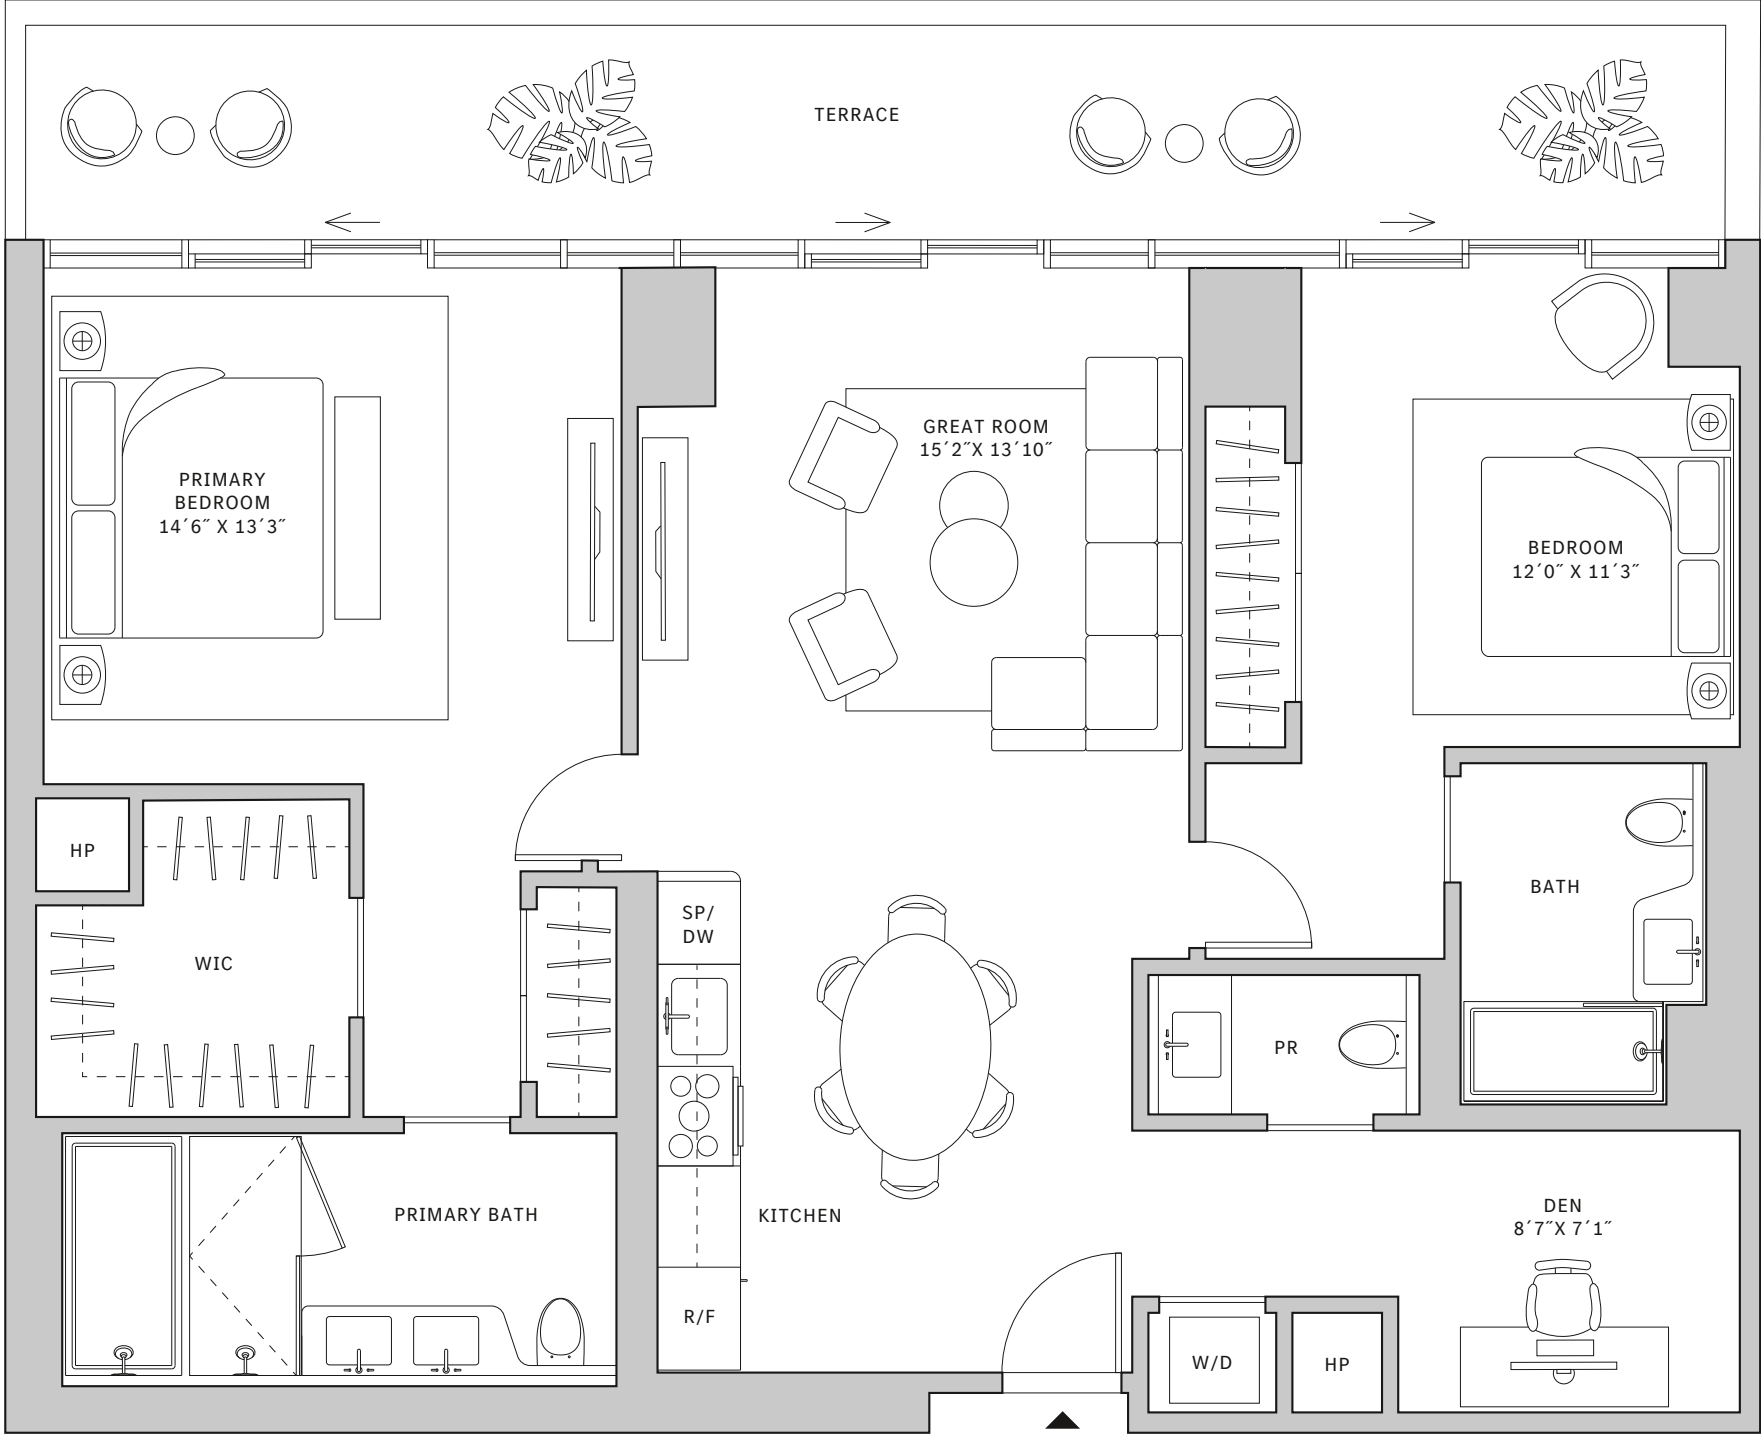 TERRACE
GREAT ROOM
15´2˝X 13´10˝
PRIMARY
BEDROOM
14´6˝ X 13´3˝
BEDROOM
12´0˝ X 11´3˝
HP
BATH
SP/
DW
WIC
PR
PRIMARY BATH
KITCHEN
DEN
8´7˝X 7´1˝
R/F
W/D
HP